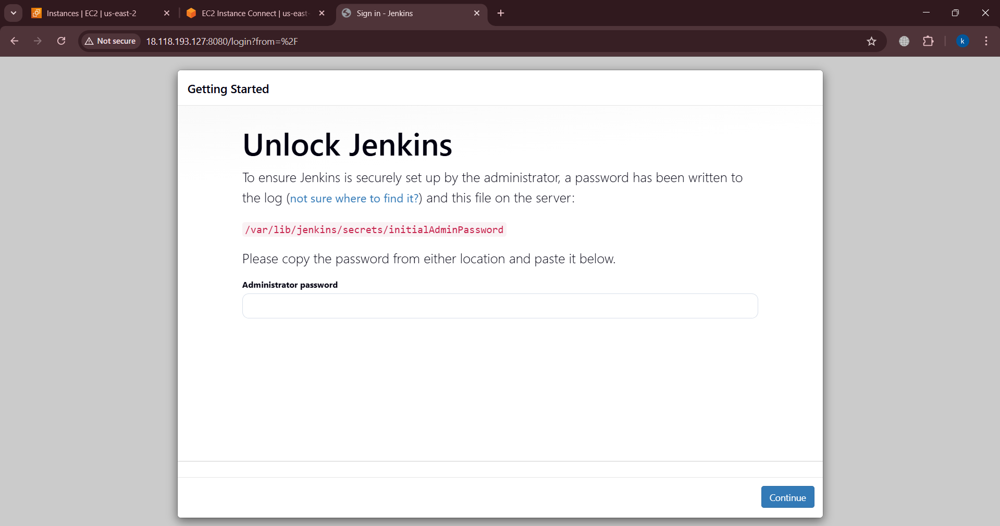 Instances | EC2 | us-east-2
EC2 Instance Connect | us-east-
Sign in - Jenkins
Not secure
18.118.193.127:8080/login?from=%2F
k
Getting Started
Unlock Jenkins
To ensure Jenkins is securely set up by the administrator, a password has been written to
the log (not sure where to find it?) and this file on the server:
/var/lib/jenkins/secrets/initialAdminPassword
Please copy the password from either location and paste it below.
Administrator password
Continue